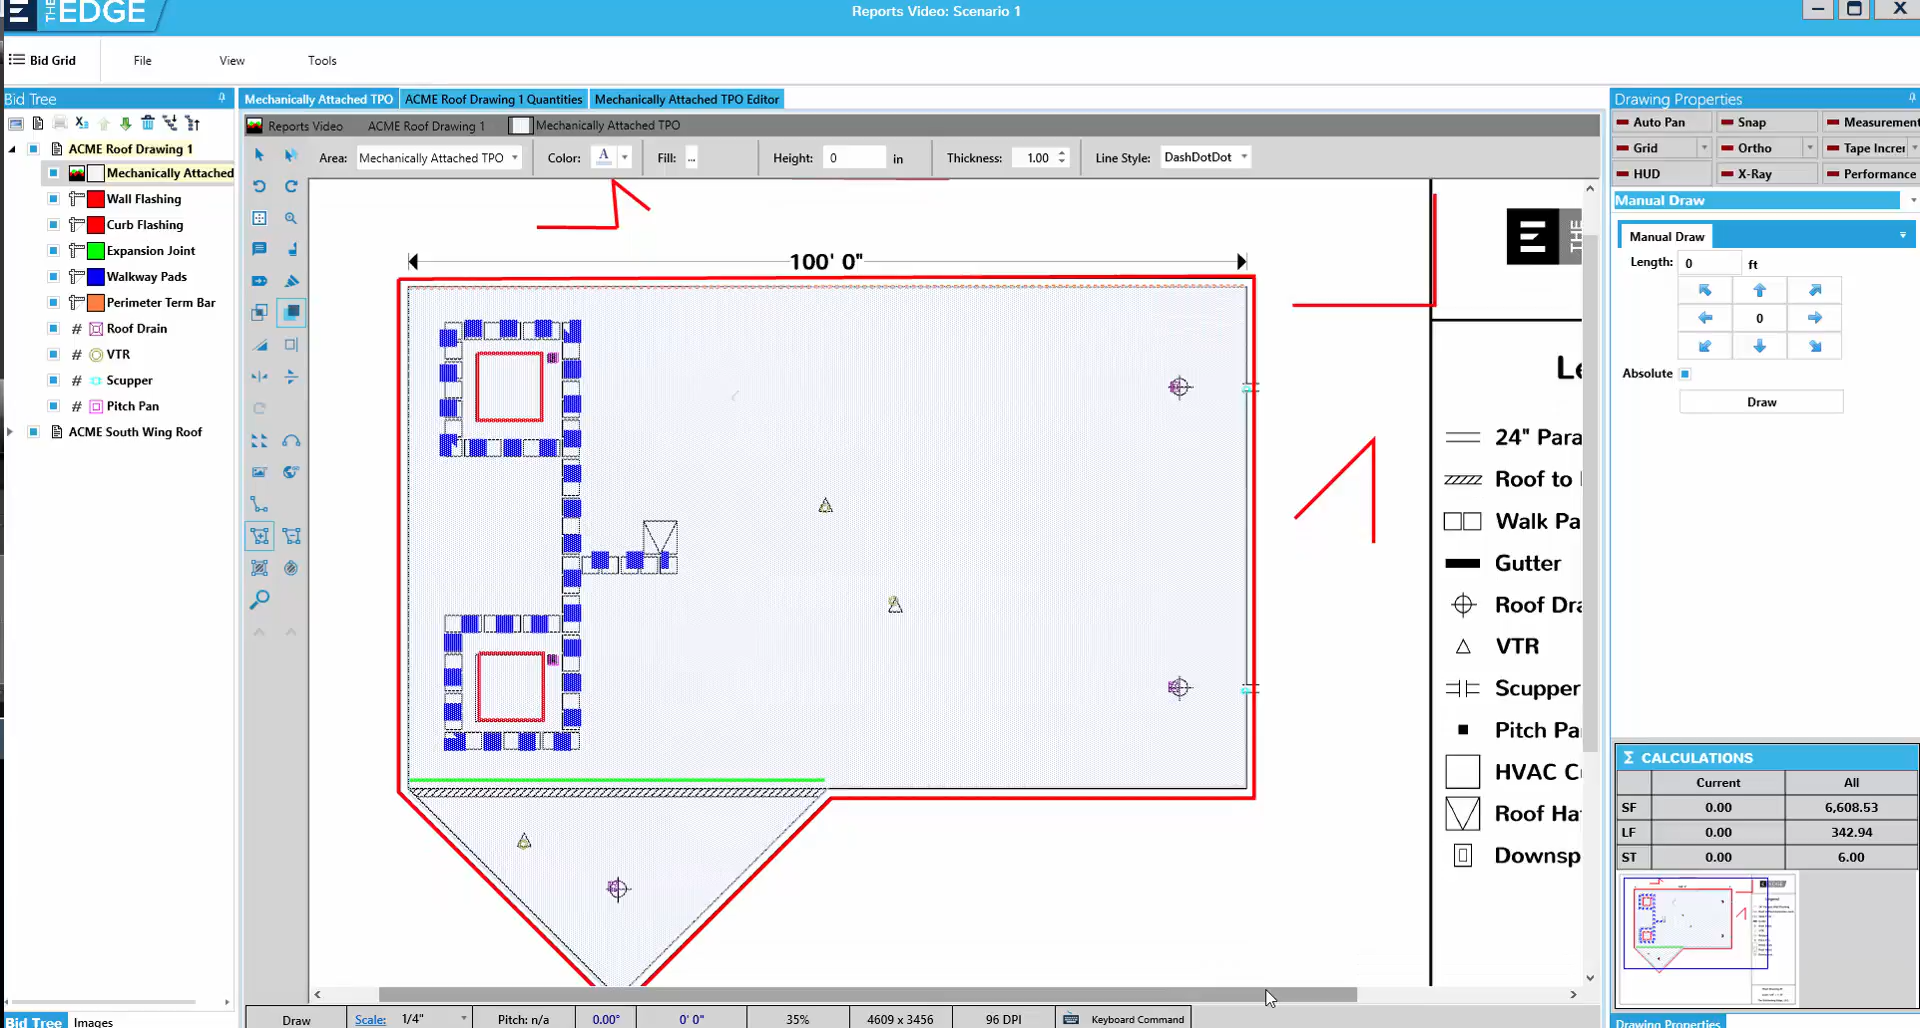 THE EDGE
Reports Video: Scenario 1
Bid Grid
File
View
Tools
Bid Tree
ACME Roof Drawing 1
Mechanically Attached
Wall Flashing
Curb Flashing
Expansion Joint
Walkway Pads
Perimeter Term Bar
# Roof Drain
# VTR
# Scupper
# Pitch Pan
ACME South Wing Roof
Bid Tree
Images
Mechanically Attached TPO
ACME Roof Drawing 1 Quantities
Mechanically Attached TPO Editor
Reports Video
ACME Roof Drawing 1
Mechanically Attached TPO
Area: Mechanically Attached TPO
Color: A
Fill: ...
Height: 0 in
Thickness: 1.00
Line Style: DashDotDot
100' 0"
THE
Le
24" Para
Roof to
Walk Pa
Gutter
Roof Dra
VTR
Scupper
Pitch Pa
HVAC C
Roof Ha
Downsp
Draw
Scale: 1/4"
Pitch: n/a
0.00°
0' 0"
35%
4609 x 3456
96 DPI
Keyboard Command
Drawing Properties
Auto Pan
Snap
Measurement
Grid
Ortho
Tape Increr
HUD
X-Ray
Performance
Manual Draw
Manual Draw
Length: 0 ft
0
Absolute
Draw
Σ CALCULATIONS
Current All
SF 0.00 6,608.53
LF 0.00 342.94
ST 0.00 6.00
Drawing Properties